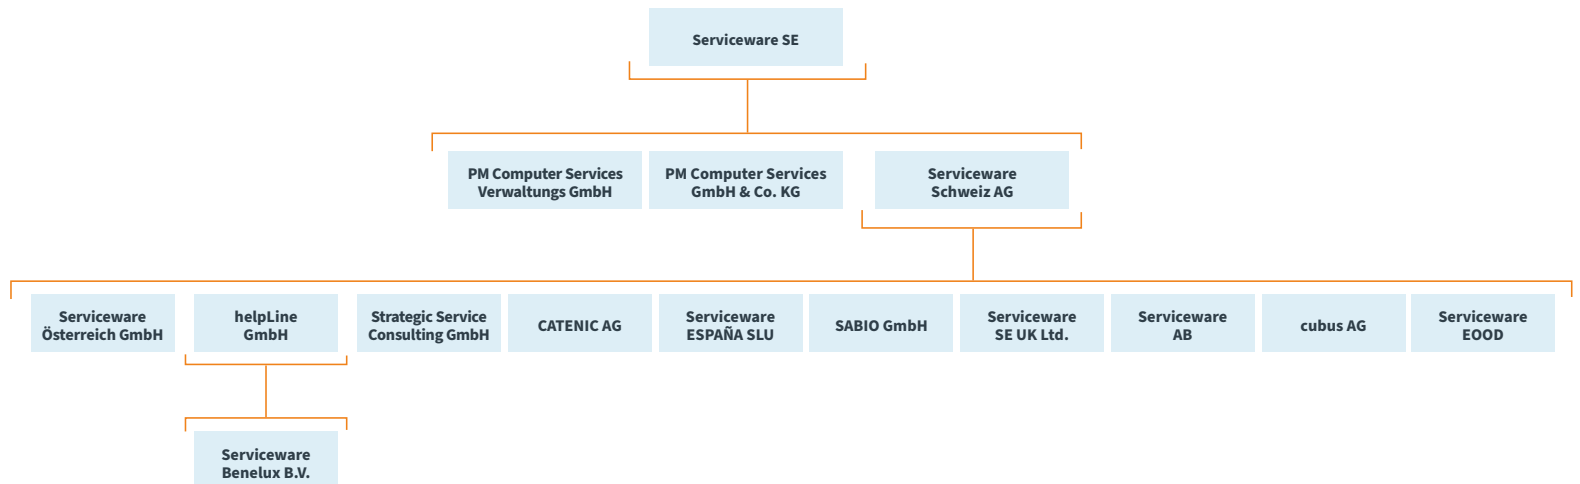 Serviceware SE
PM Computer Services
Verwaltungs GmbH
PM Computer Services
GmbH & Co. KG
Serviceware
Schweiz AG
Serviceware
Österreich GmbH
helpLine
GmbH
Strategic Service
Consulting GmbH
CATENIC AG
Serviceware
ESPAÑA SLU
SABIO GmbH
Serviceware
SE UK Ltd.
Serviceware
AB
cubus AG
Serviceware
EOOD
Serviceware
Benelux B.V.